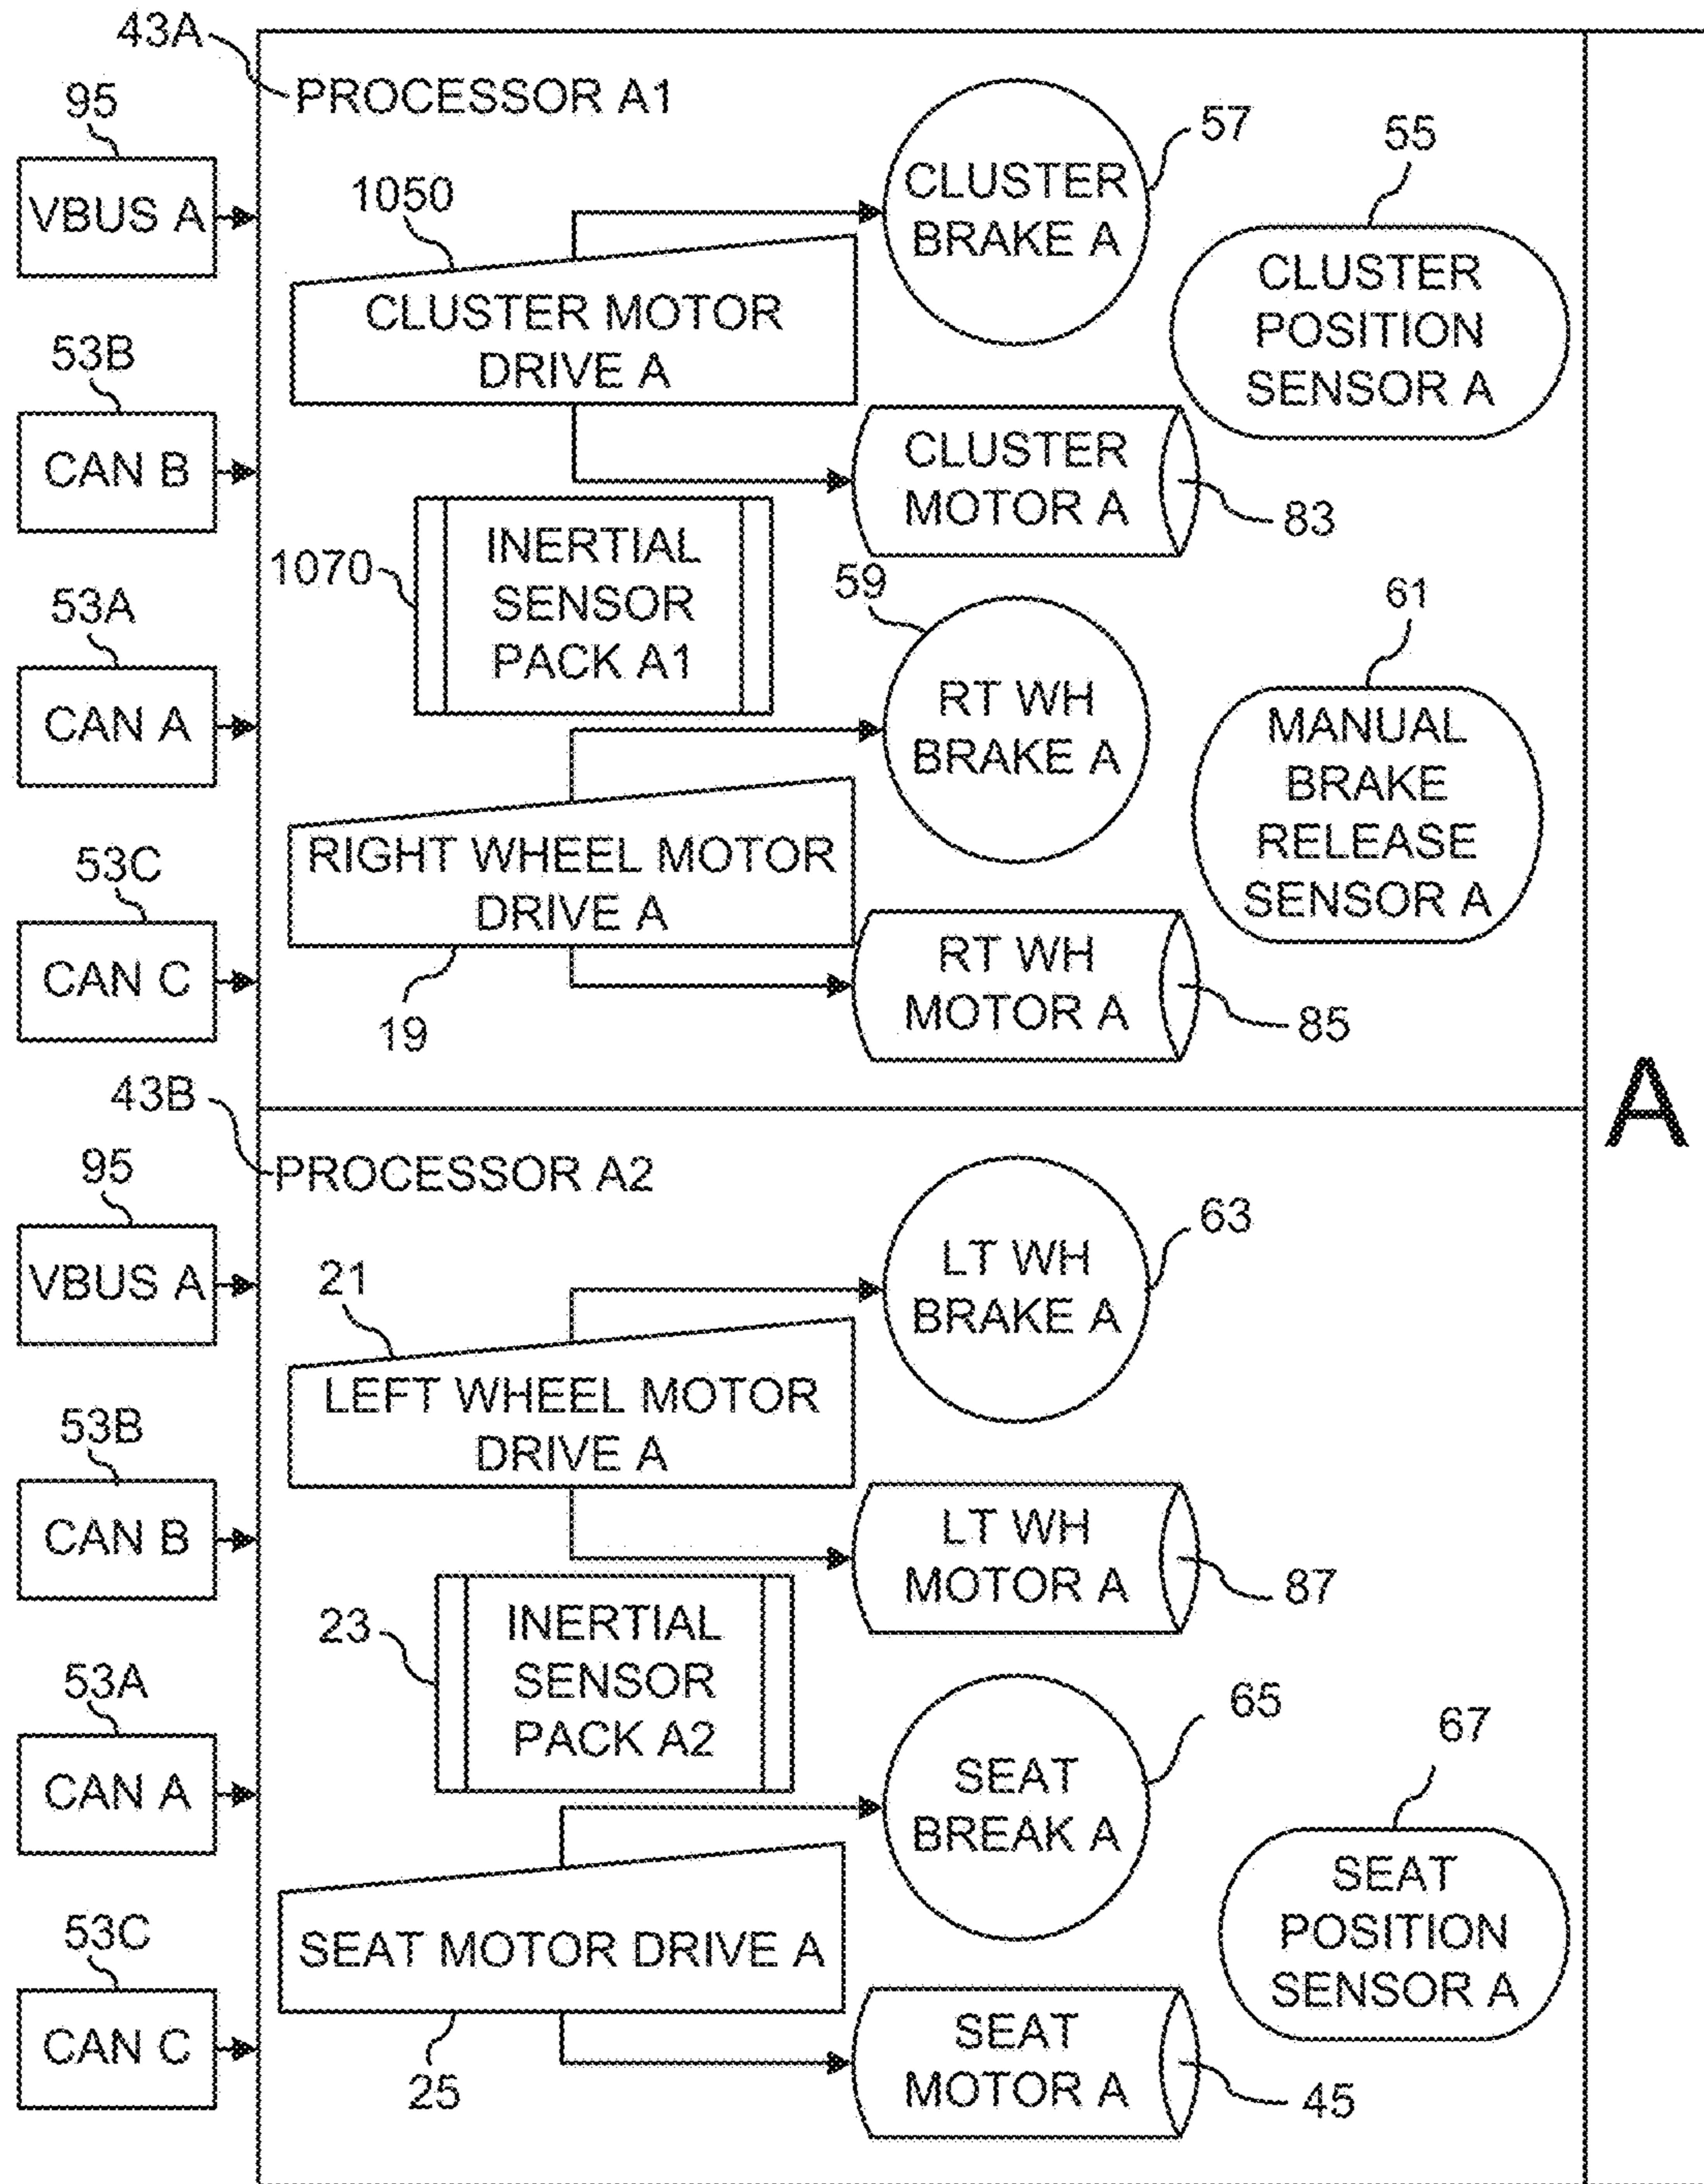 43A
PROCESSOR A1
95
VBUS A
1050
CLUSTER MOTOR
DRIVE A
CLUSTER
BRAKE A
57
55
CLUSTER
POSITION
SENSOR A
53B
CAN B
CLUSTER
MOTOR A
83
1070
INERTIAL
SENSOR
PACK A1
53A
CAN A
59
RT WH
BRAKE A
61
MANUAL
BRAKE
RELEASE
SENSOR A
RIGHT WHEEL MOTOR
DRIVE A
19
53C
CAN C
RT WH
MOTOR A
85
A
43B
PROCESSOR A2
95
VBUS A
21
LEFT WHEEL MOTOR
DRIVE A
LT WH
BRAKE A
63
53B
CAN B
LT WH
MOTOR A
87
23
INERTIAL
SENSOR
PACK A2
53A
CAN A
SEAT
BREAK A
65
67
SEAT
POSITION
SENSOR A
SEAT MOTOR DRIVE A
25
53C
CAN C
SEAT
MOTOR A
45